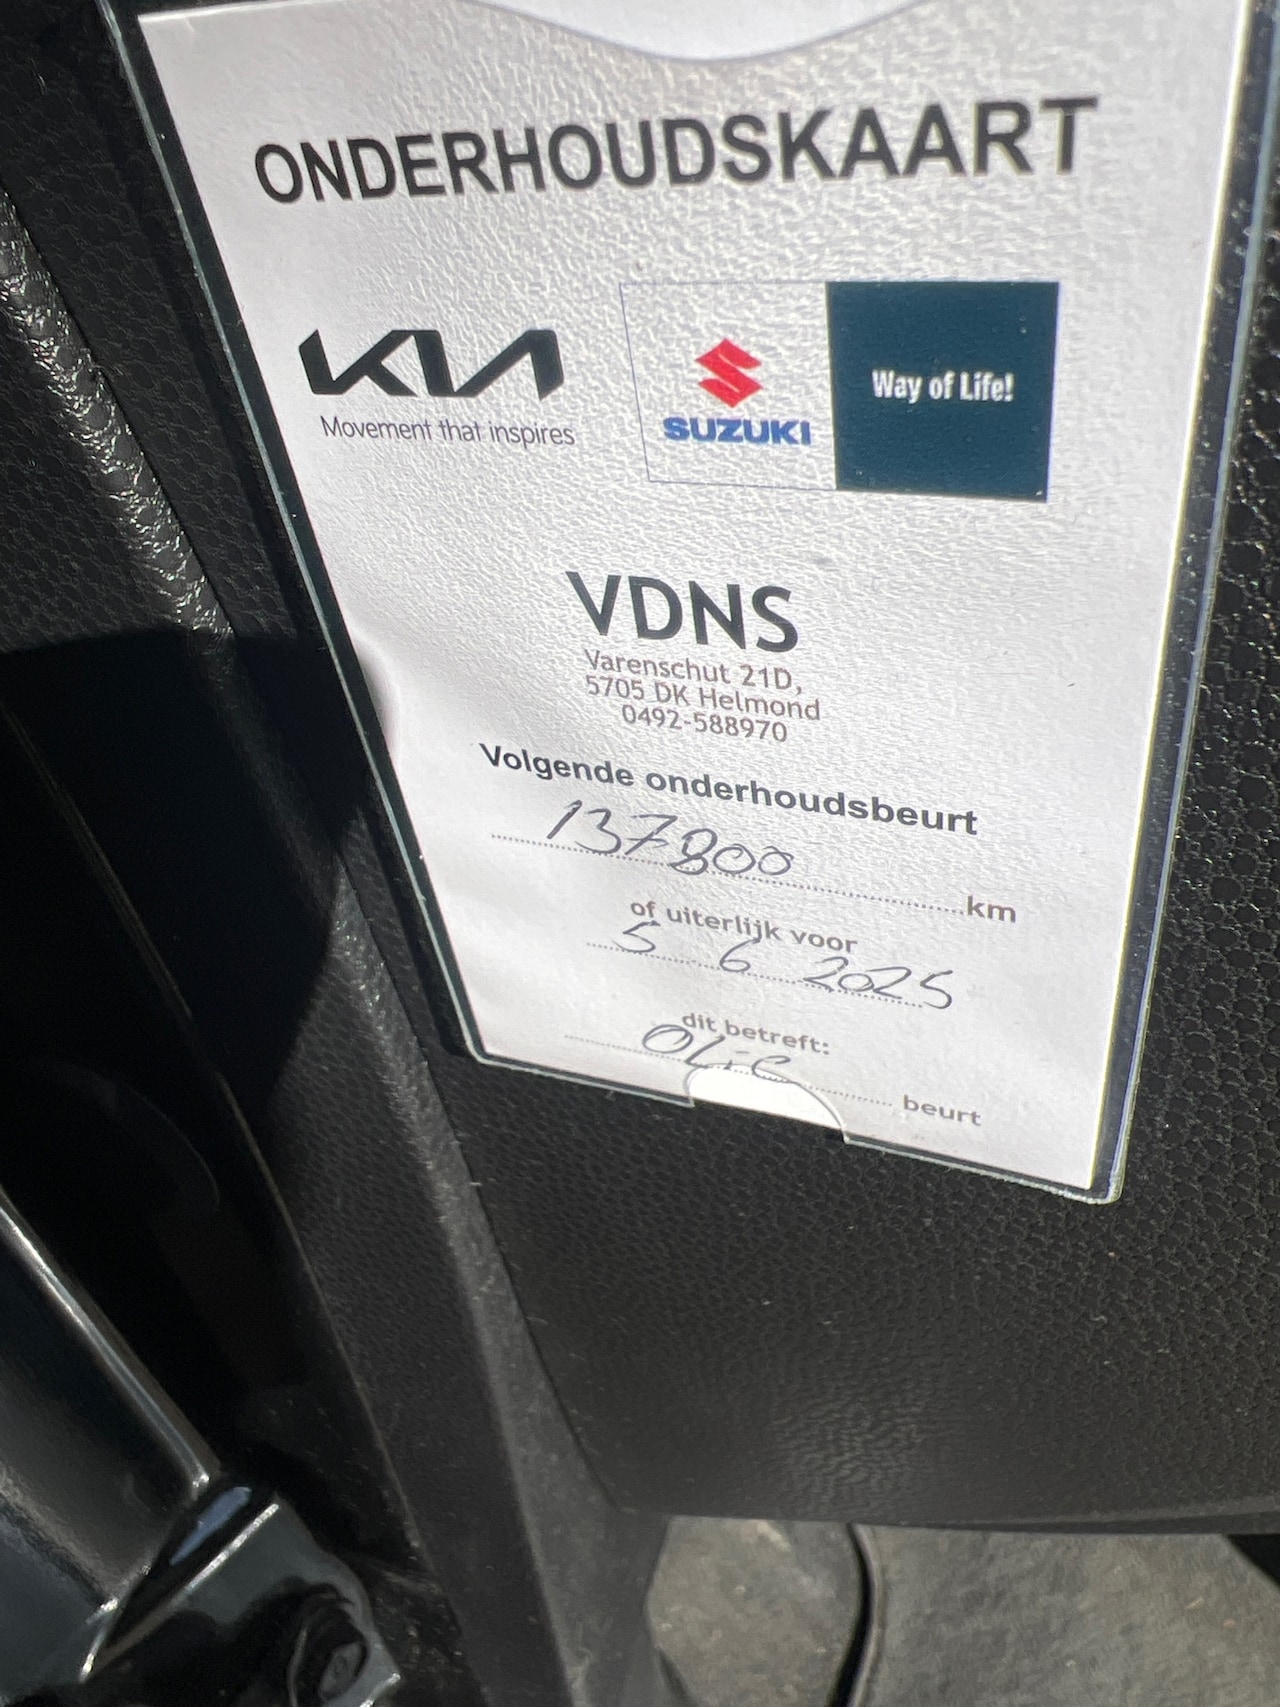 ONDERHOUDSKAART
KIA
Movement that inspires
SUZUKI
Way of Life!
VDNS
Varenschut 21D,
5705 DK Helmond
0492-588970
Volgende onderhoudsbeurt
137800 km
of uiterlijk voor
5 6 2025
dit betreft:
Olie beurt